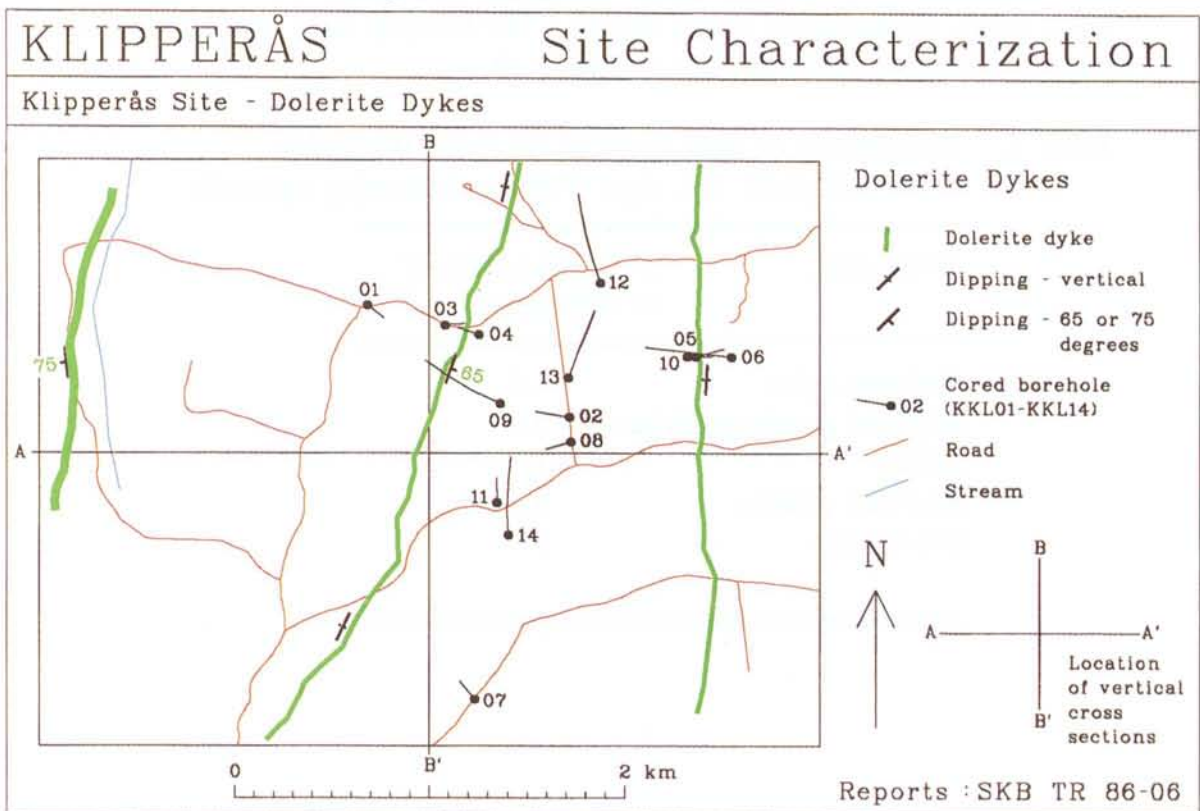 KLIPPERÅS Site Characterization
Klipperås Site - Dolerite Dykes
B
Dolerite Dykes
Dolerite dyke
Dipping - vertical
Dipping - 65 or 75
degrees
Cored borehole
(KKL01-KKL14)
02
Road
Stream
01
03
04
12
05
10
06
75
65
13
09
02
08
A
A'
11
14
07
B'
N
B
A
A'
B'
Location
of vertical
cross
sections
0
2 km
Reports : SKB TR 86-06